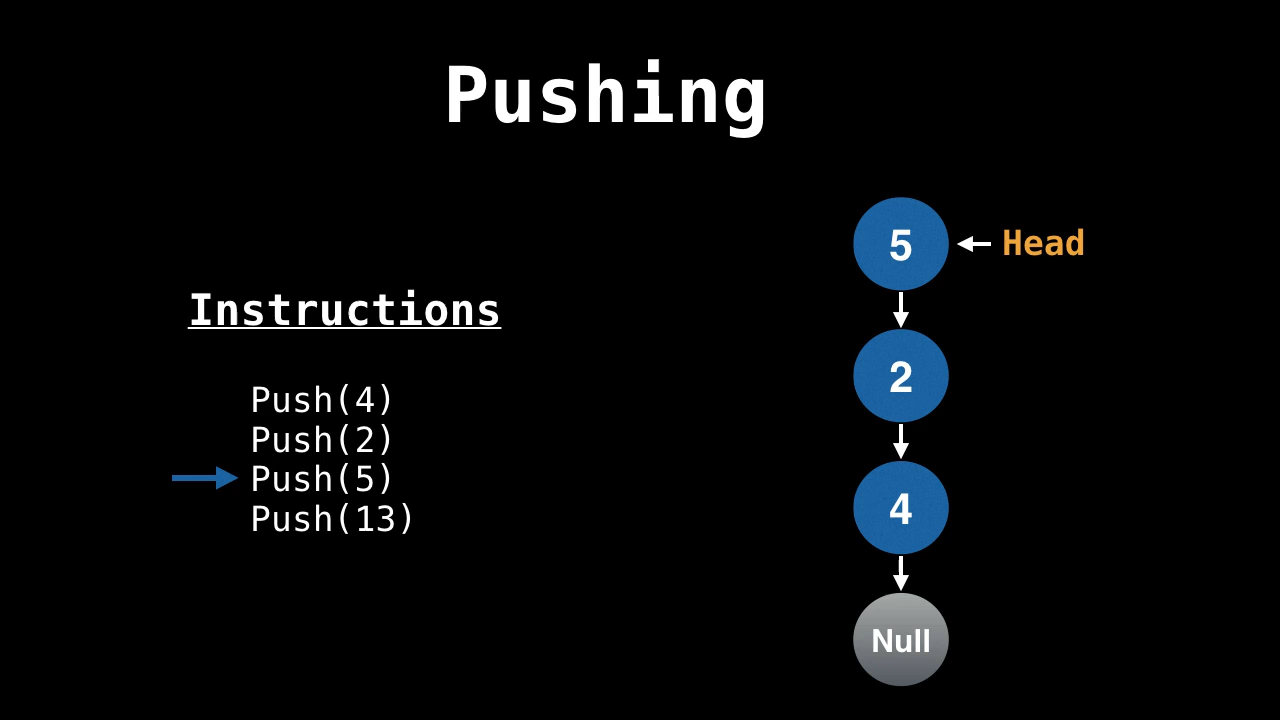 Pushing
Instructions
Push(4)
Push(2)
Push(5)
Push(13)
5
Head
2
4
Null